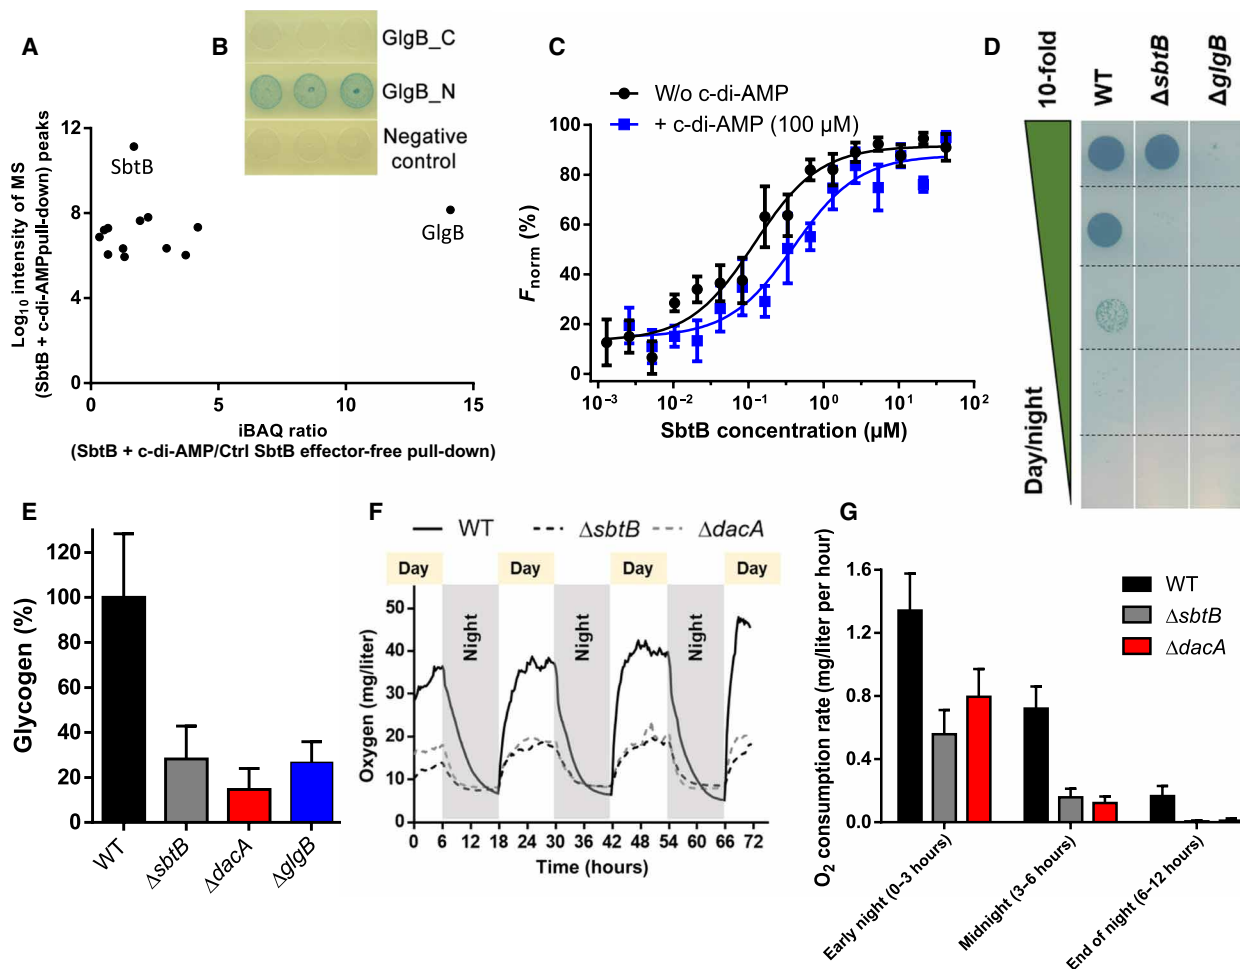 A
Log10 intensity of MS
(SbtB + c-di-AMPpull-down) peaks
12
8
4
0
SbtB
GlgB
0 5 10 15
iBAQ ratio
(SbtB + c-di-AMP/Ctrl SbtB effector-free pull-down)
B
GlgB_C
GlgB_N
Negative
control
C
W/o c-di-AMP
+ c-di-AMP (100 µM)
Fnorm (%)
100
80
60
40
20
0
10−3 10−2 10−1 100 101 102
SbtB concentration (µM)
D
10-fold
WT
ΔsbtB
ΔglgB
Day/night
E
Glycogen (%)
120
100
80
60
40
20
0
WT
ΔsbtB
ΔdacA
ΔglgB
F
WT
ΔsbtB
ΔdacA
Day
Day
Day
Day
Night
Night
Night
Oxygen (mg/liter)
50
40
30
20
10
0
0 6 12 18 24 30 36 42 48 54 60 66 72
Time (hours)
G
O2 consumption rate (mg/liter per hour)
1.6
1.2
0.8
0.4
0.0
WT
ΔsbtB
ΔdacA
Early night (0–3 hours)
Midnight (3–6 hours)
End of night (6–12 hours)